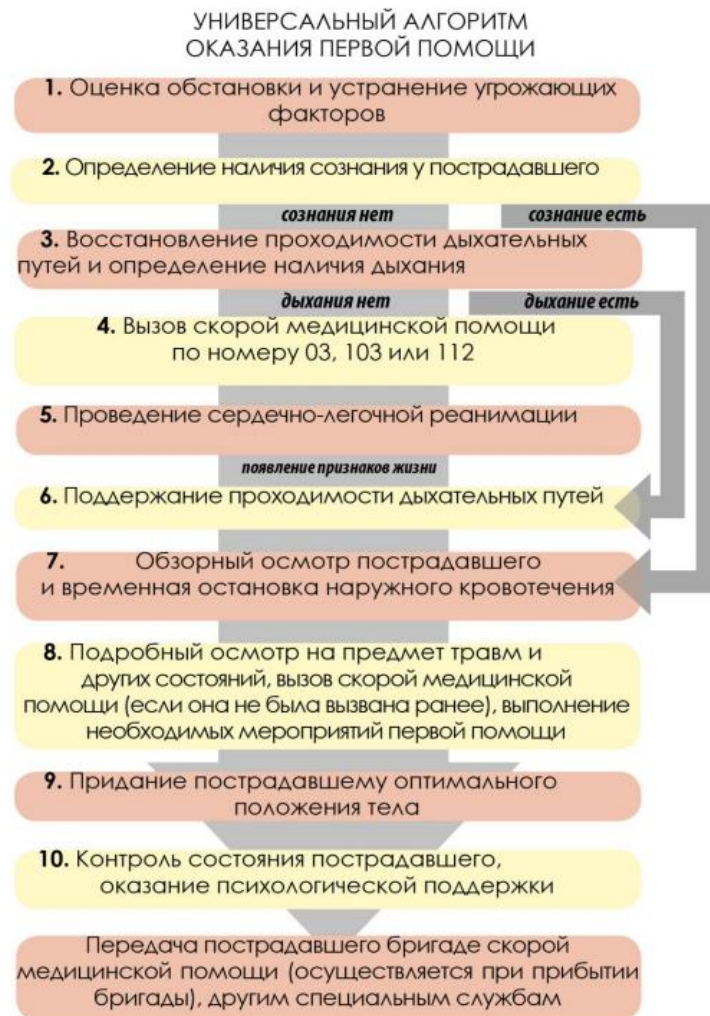 УНИВЕРСАЛЬНЫЙ АЛГОРИТМ
ОКАЗАНИЯ ПЕРВОЙ ПОМОЩИ
1. Оценка обстановки и устранение угрожающих
факторов
2. Определение наличия сознания у пострадавшего
сознания нет сознание есть
3. Восстановление проходимости дыхательных
путей и определение наличия дыхания
дыхания нет дыхание есть
4. Вызов скорой медицинской помощи
по номеру 03, 103 или 112
5. Проведение сердечно-легочной реанимации
появление признаков жизни
6. Поддержание проходимости дыхательных путей
7. Обзорный осмотр пострадавшего
и временная остановка наружного кровотечения
8. Подробный осмотр на предмет травм и
других состояний, вызов скорой медицинской
помощи (если она не была вызвана ранее), выполнение
необходимых мероприятий первой помощи
9. Придание пострадавшему оптимального
положения тела
10. Контроль состояния пострадавшего,
оказание психологической поддержки
Передача пострадавшего бригаде скорой
медицинской помощи (осуществляется при прибытии
бригады), другим специальным службам